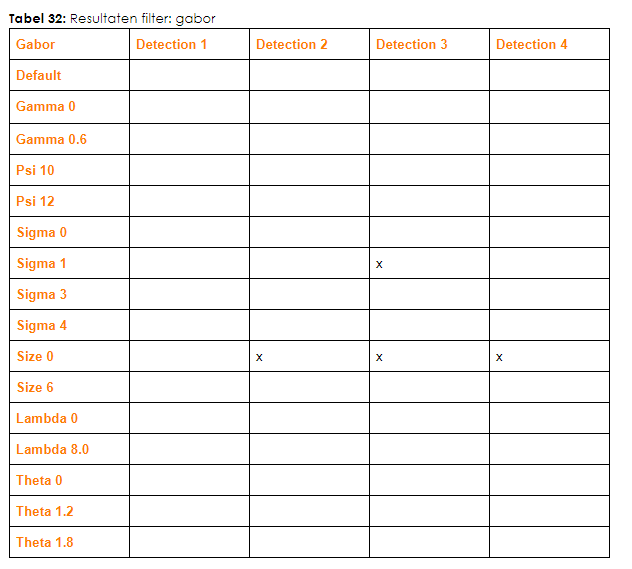 Tabel 32: Resultaten filter: gabor
Gabor Detection 1 Detection 2 Detection 3 Detection 4
Default
Gamma 0
Gamma 0.6
Psi 10
Psi 12
Sigma 0
Sigma 1 x
Sigma 3
Sigma 4
Size 0 x x x
Size 6
Lambda 0
Lambda 8.0
Theta 0
Theta 1.2
Theta 1.8